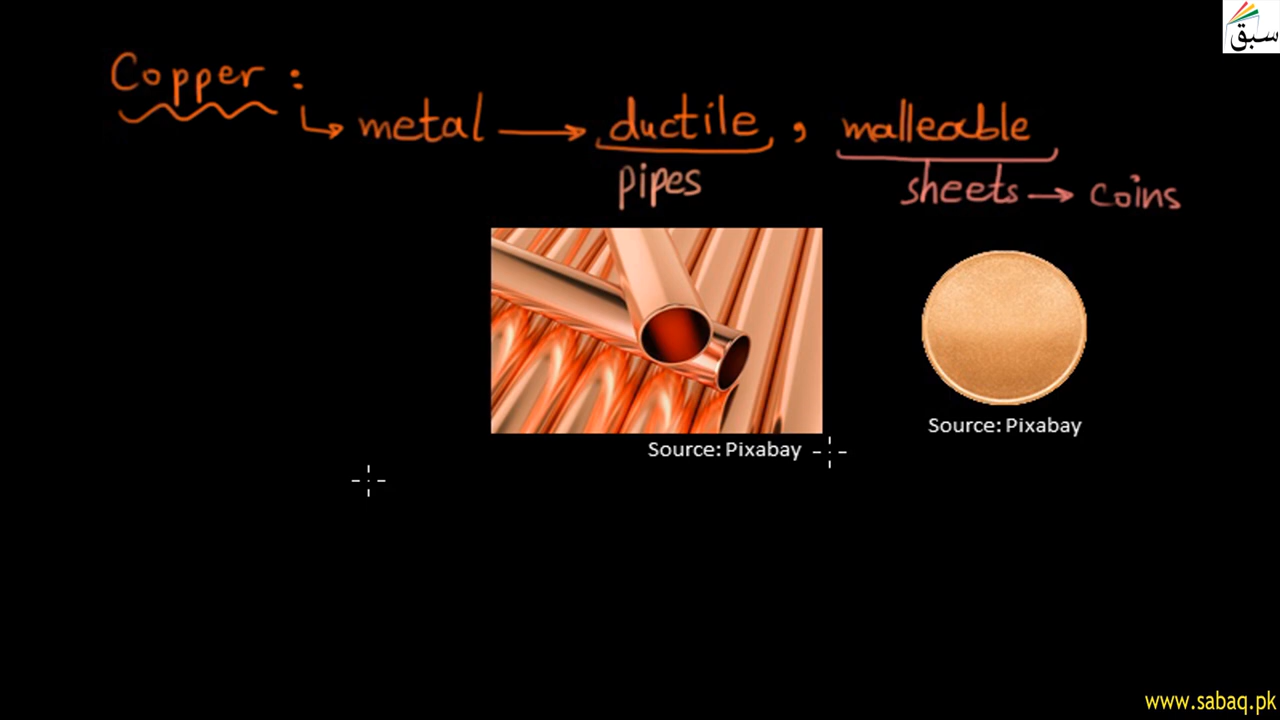 سبق
Copper :
metal → ductile , malleable
pipes
sheets → coins
Source: Pixabay
Source: Pixabay
www.sabaq.pk